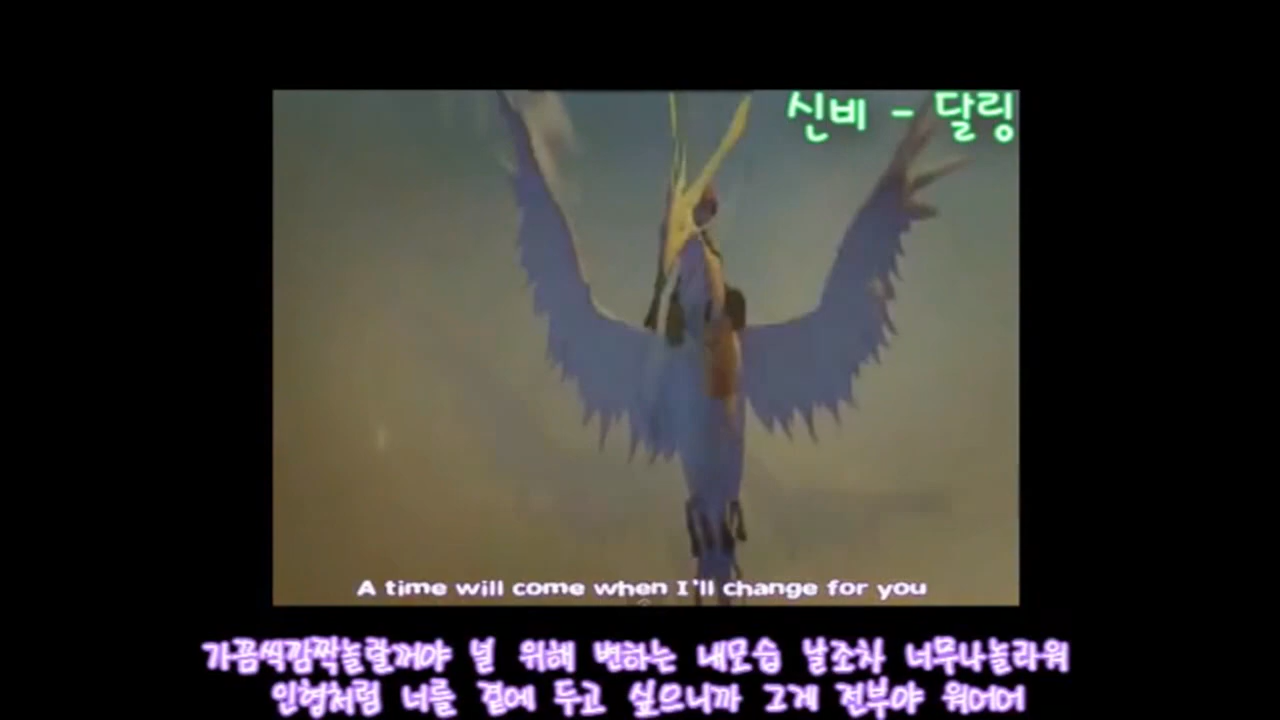 신비 - 달링
A time will come when I'll change for you
가끔씩깜짝놀랄꺼야 널 위해 변하는 내모습 날조차 너무나놀라워
인형처럼 너를 곁에 두고 싶으니까 그게 전부야 워어어